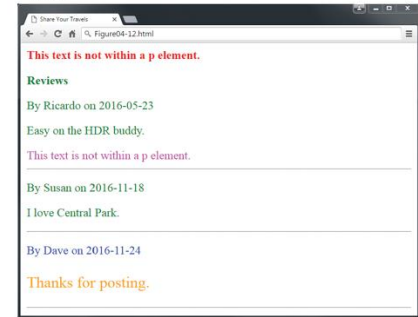 Share Your Travels
Figure04-12.html
This text is not within a p element.
Reviews
By Ricardo on 2016-05-23
Easy on the HDR buddy.
This text is not within a p element.
By Susan on 2016-11-18
I love Central Park.
By Dave on 2016-11-24
Thanks for posting.